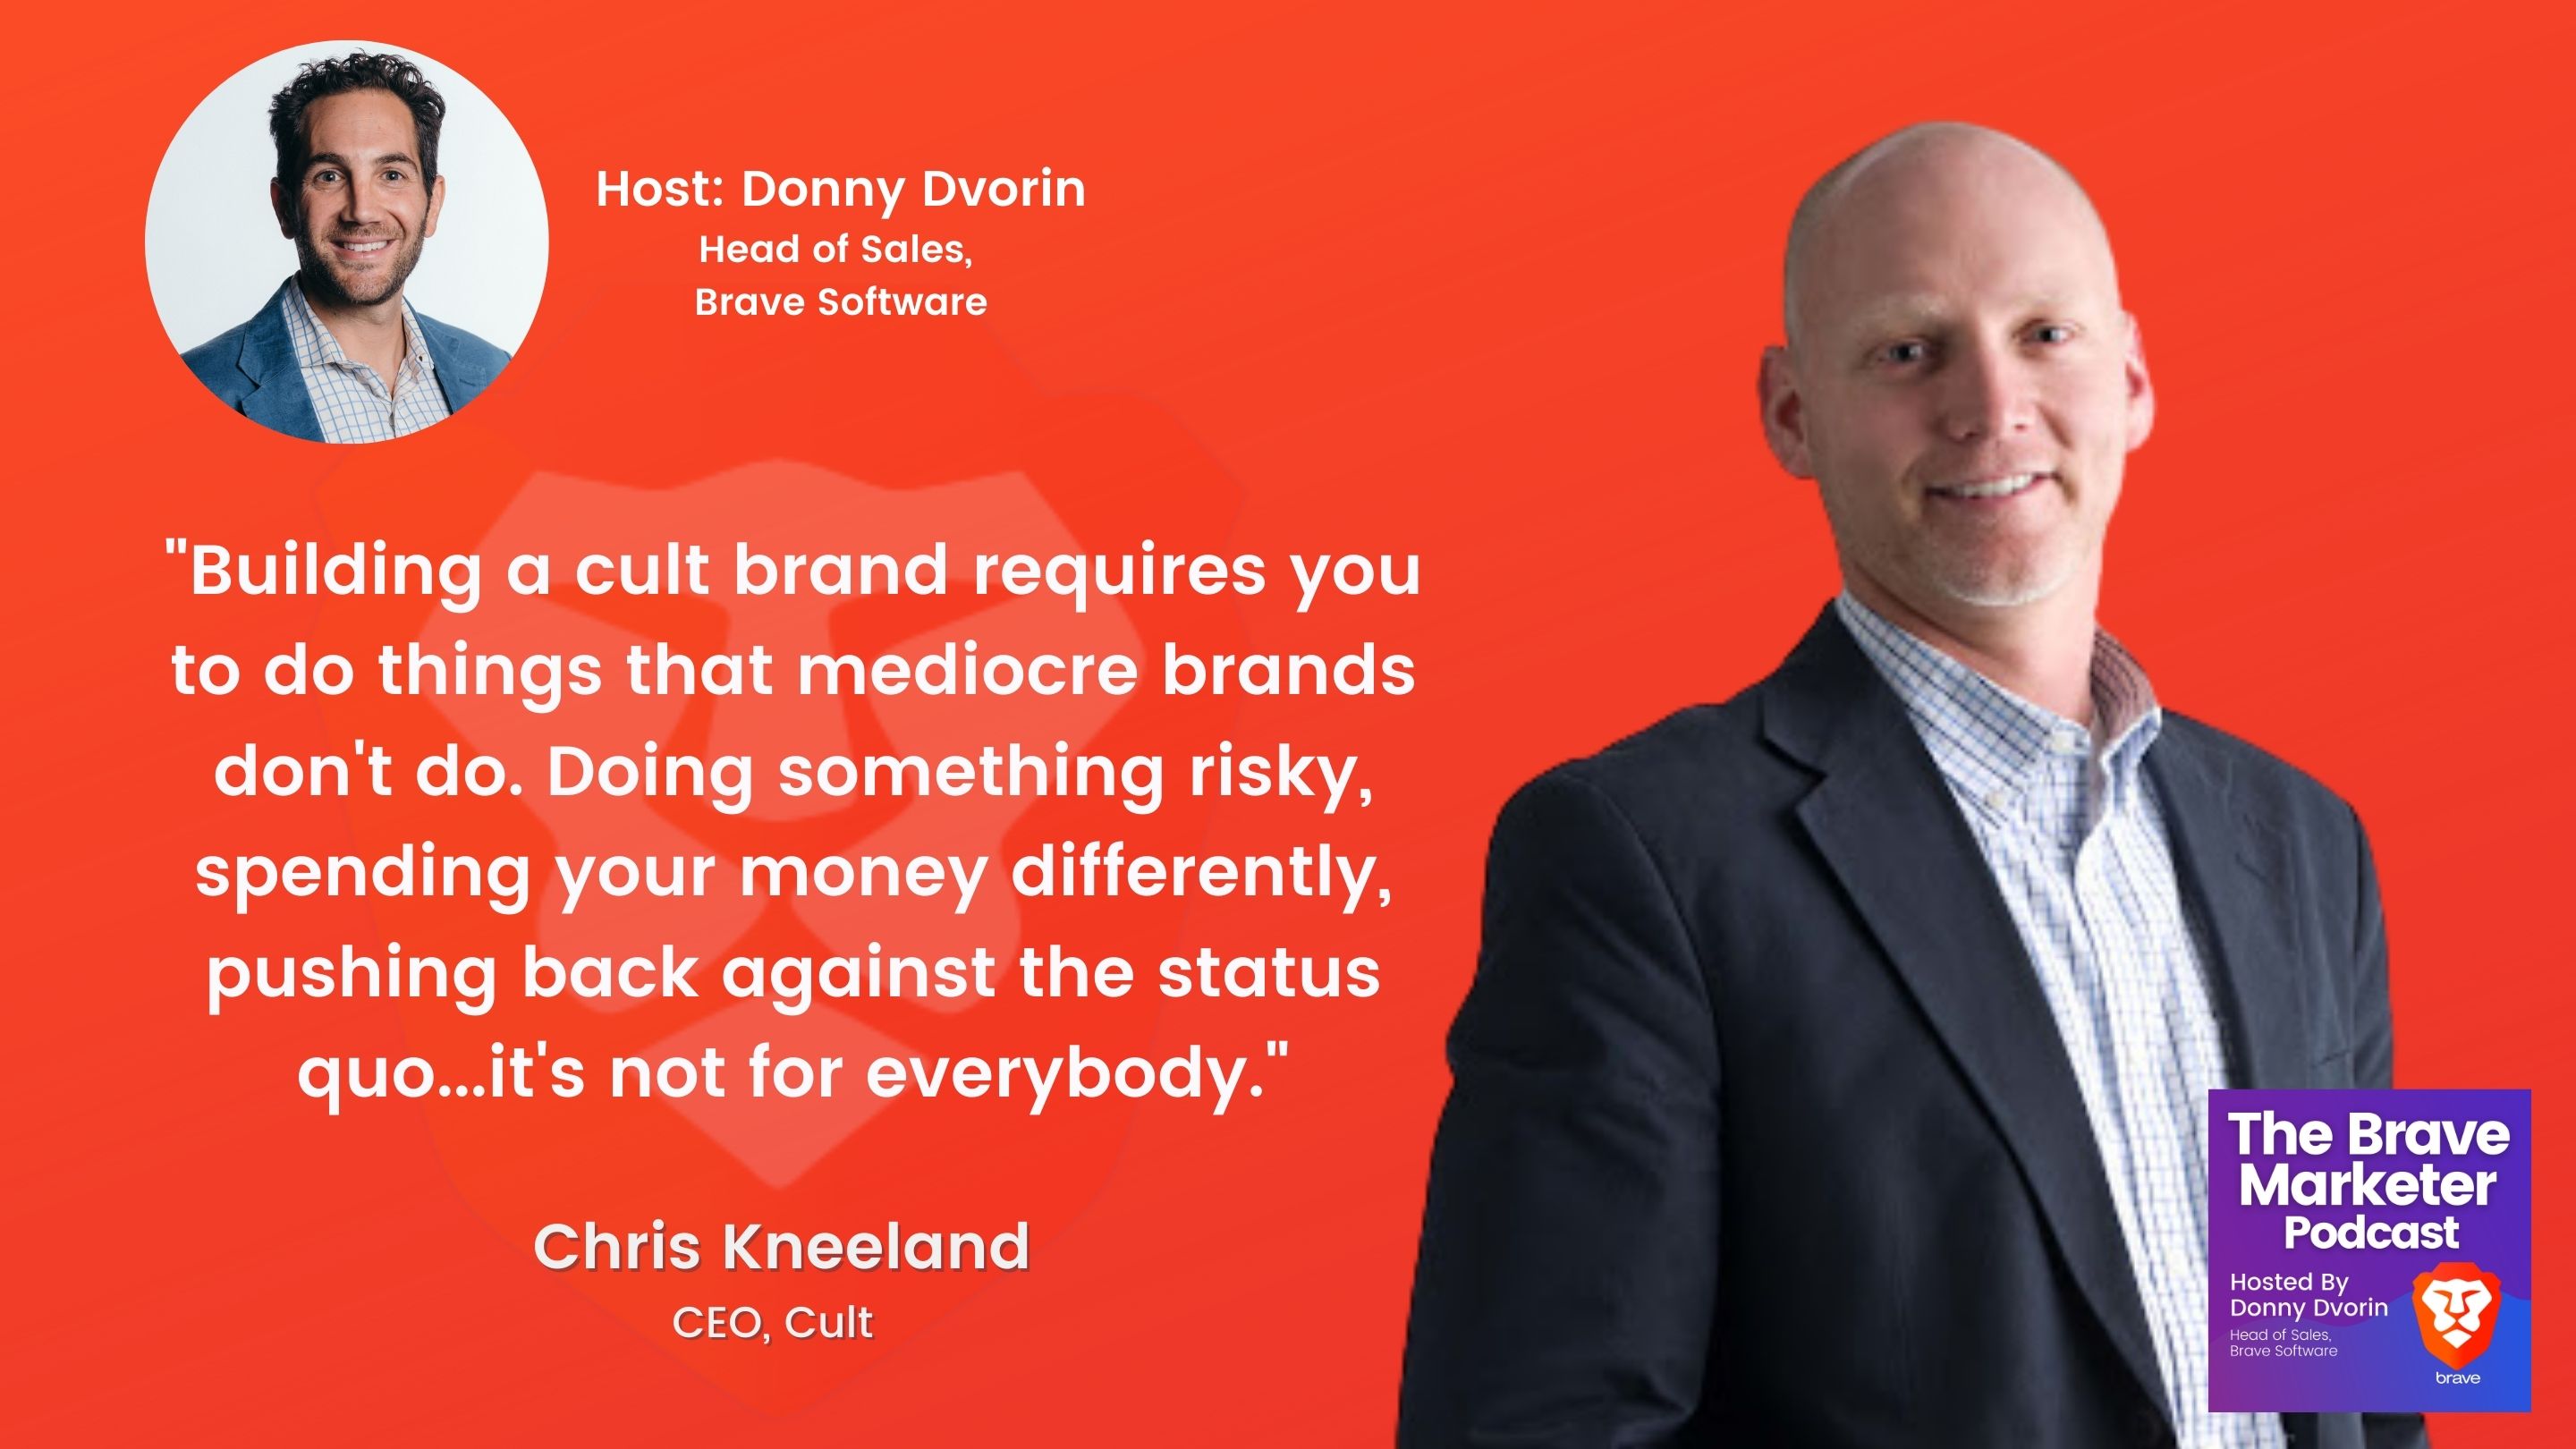 Host: Donny Dvorin
Head of Sales,
Brave Software
"Building a cult brand requires you
to do things that mediocre brands
don't do. Doing something risky,
spending your money differently,
pushing back against the status
quo...it's not for everybody."
Chris Kneeland
CEO, Cult
The Brave
Marketer
Podcast
Hosted By
Donny Dvorin
Head of Sales,
Brave Software
brave